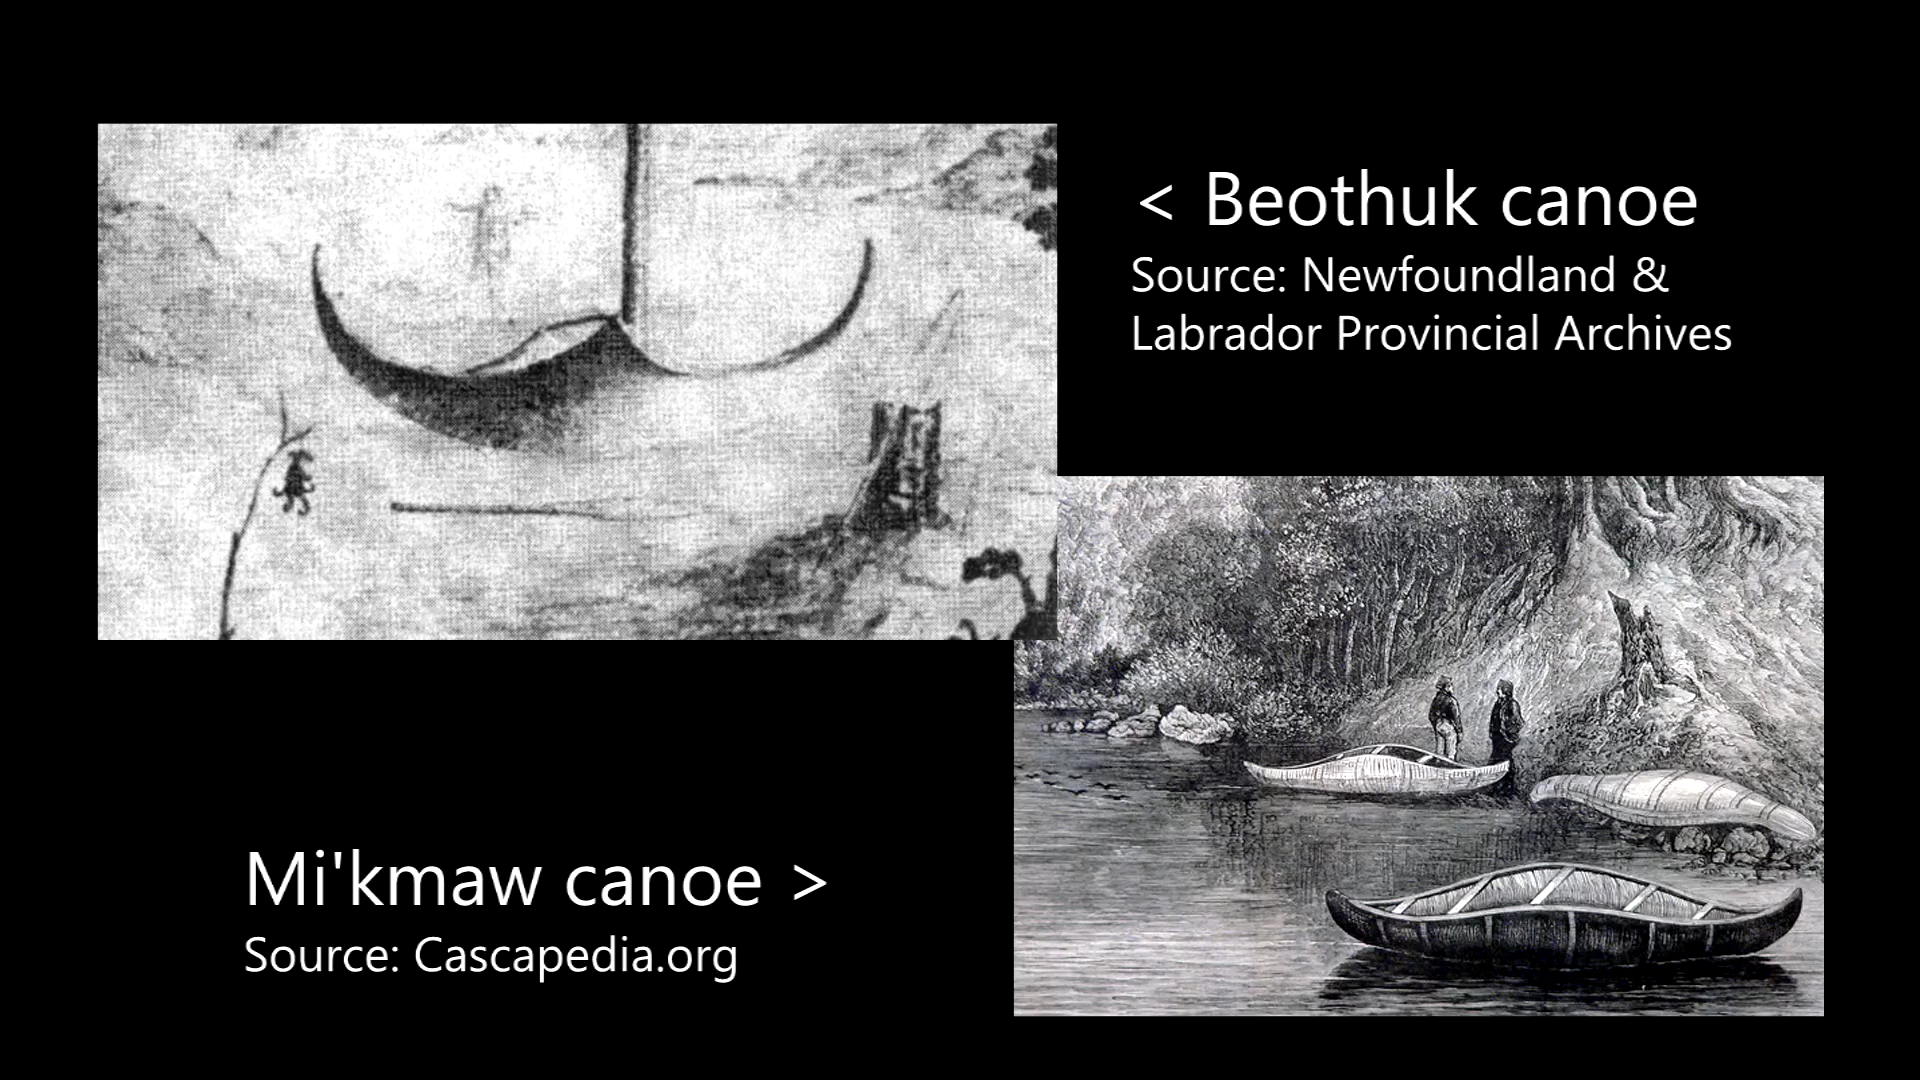 < Beothuk canoe
Source: Newfoundland &
Labrador Provincial Archives
Mi'kmaw canoe >
Source: Cascapedia.org